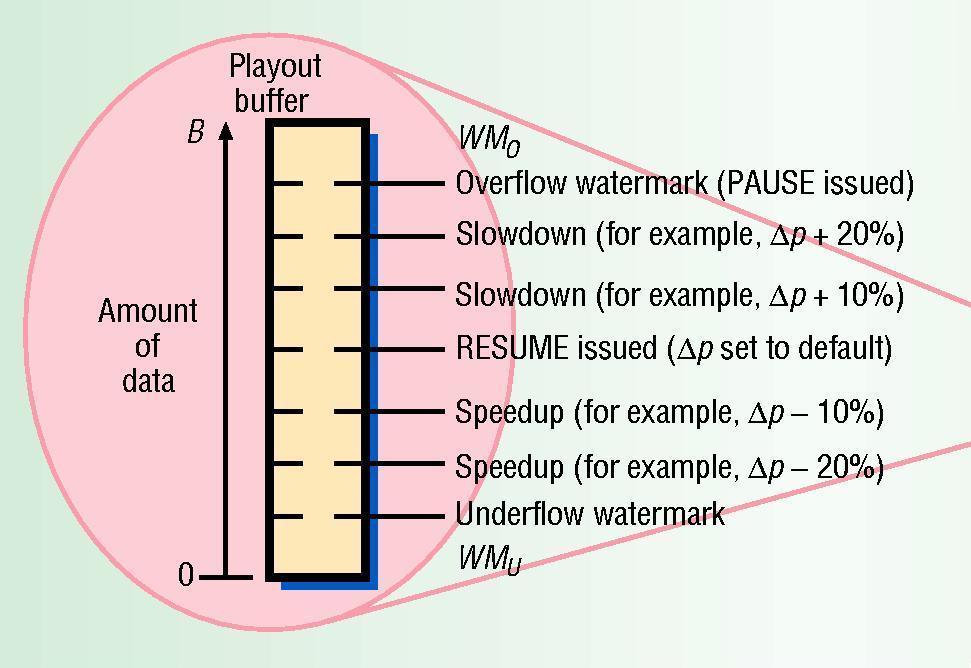 Playout
buffer
B
WMO
Overflow watermark (PAUSE issued)
Slowdown (for example, Δp + 20%)
Slowdown (for example, Δp + 10%)
Amount
of
data
RESUME issued (Δp set to default)
Speedup (for example, Δp – 10%)
Speedup (for example, Δp – 20%)
Underflow watermark
WMU
0